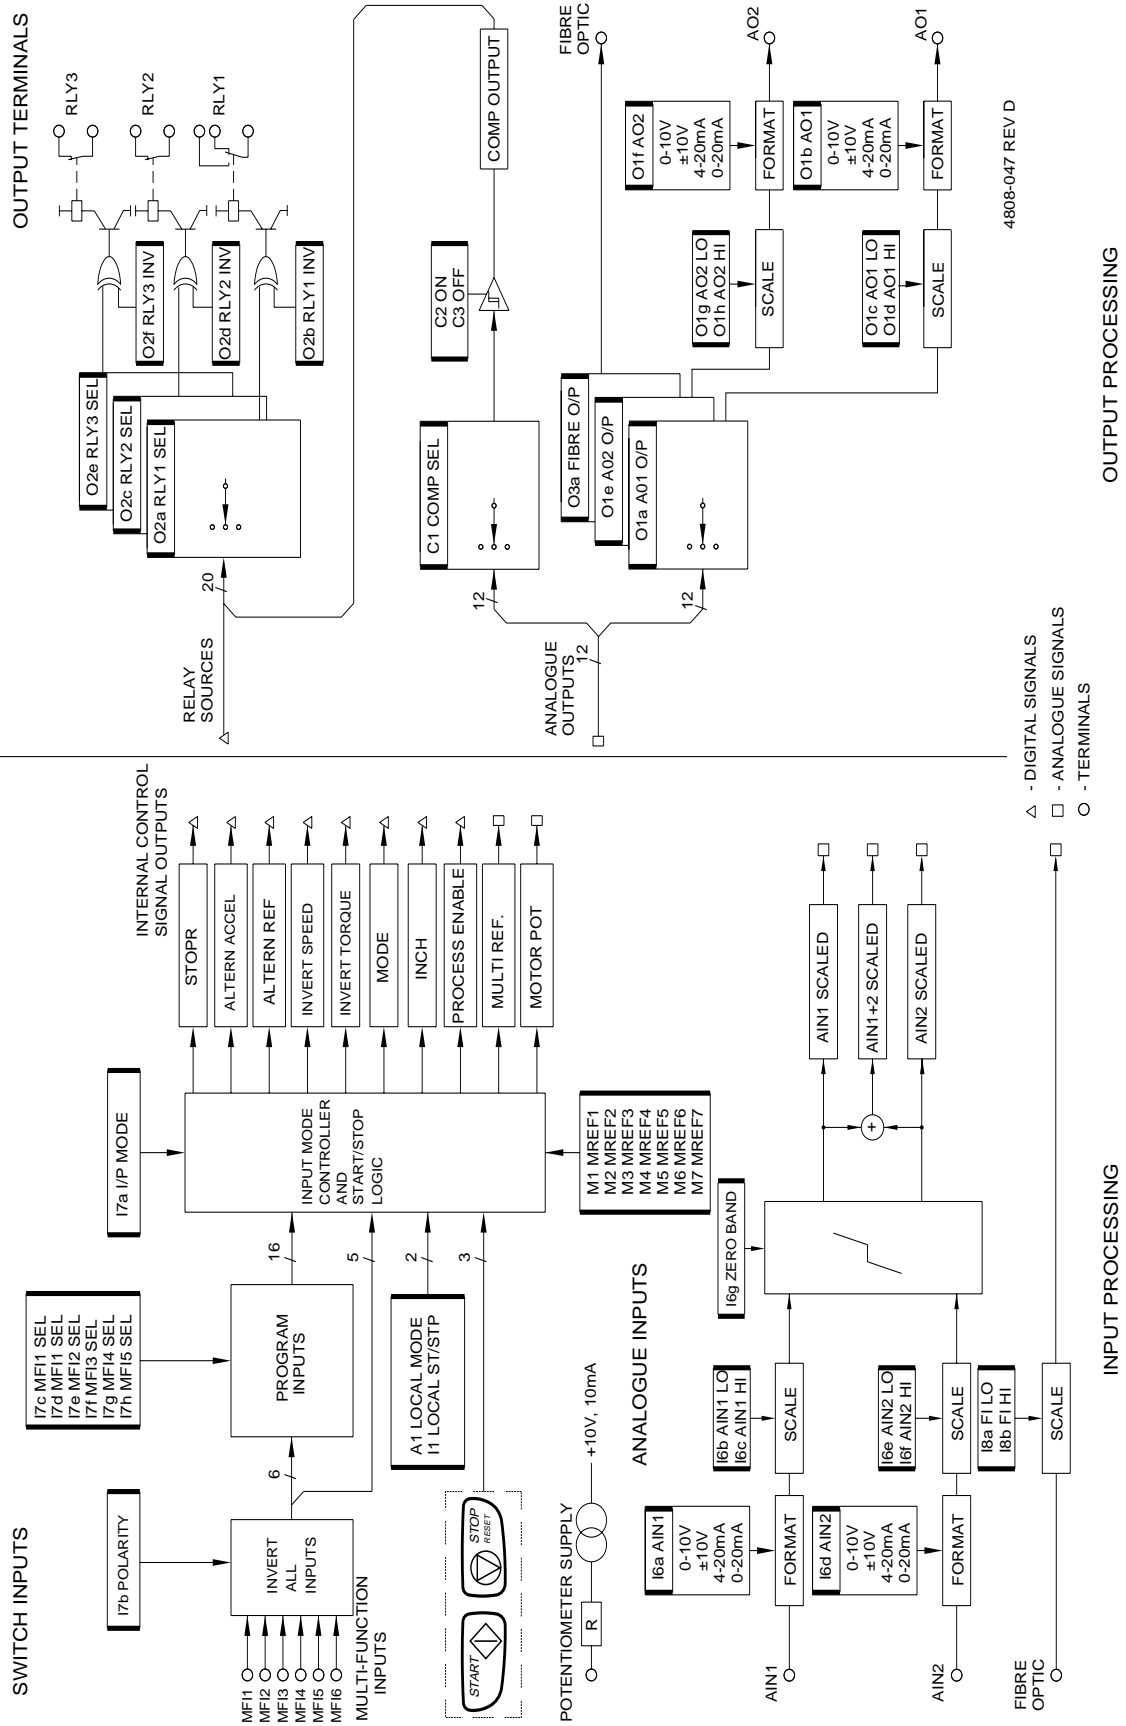 SWITCH INPUTS
I7b POLARITY
I7c MFI1 SEL
I7d MFI1 SEL
I7e MFI2 SEL
I7f MFI3 SEL
I7g MFI4 SEL
I7h MFI5 SEL
I7a I/P MODE
INTERNAL CONTROL
SIGNAL OUTPUTS
MFI1
MFI2
MFI3
MFI4
MFI5
MFI6
MULTI-FUNCTION
INPUTS
INVERT
ALL
INPUTS
6
PROGRAM
INPUTS
16
5
2
3
A1 LOCAL MODE
I1 LOCAL ST/STP
START
STOP
RESET
INPUT MODE
CONTROLLER
AND
START/STOP
LOGIC
STOPR
ALTERN ACCEL
ALTERN REF
INVERT SPEED
INVERT TORQUE
MODE
INCH
PROCESS ENABLE
MULTI REF.
MOTOR POT
M1 MREF1
M2 MREF2
M3 MREF3
M4 MREF4
M5 MREF5
M6 MREF6
M7 MREF7
POTENTIOMETER SUPPLY
R
+10V, 10mA
ANALOGUE INPUTS
I6a AIN1
0-10V
±10V
4-20mA
0-20mA
I6b AIN1 LO
I6c AIN1 HI
I6g ZERO BAND
AIN1
FORMAT
SCALE
AIN1 SCALED
+
AIN1+2 SCALED
AIN2 SCALED
I6d AIN2
0-10V
±10V
4-20mA
0-20mA
I6e AIN2 LO
I6f AIN2 HI
AIN2
FORMAT
SCALE
I8a FI LO
I8b FI HI
FIBRE
OPTIC
SCALE
INPUT PROCESSING
- DIGITAL SIGNALS
- ANALOGUE SIGNALS
- TERMINALS
OUTPUT TERMINALS
RELAY
SOURCES
20
O2e RLY3 SEL
O2c RLY2 SEL
O2a RLY1 SEL
O2f RLY3 INV
O2d RLY2 INV
O2b RLY1 INV
RLY3
RLY2
RLY1
C1 COMP SEL
12
C2 ON
C3 OFF
COMP OUTPUT
ANALOGUE
OUTPUTS
12
12
O3a FIBRE O/P
O1e A02 O/P
O1a A01 O/P
FIBRE
OPTIC
O1g AO2 LO
O1h AO2 HI
SCALE
O1f AO2
0-10V
±10V
4-20mA
0-20mA
FORMAT
AO2
O1c AO1 LO
O1d AO1 HI
SCALE
O1b AO1
0-10V
±10V
4-20mA
0-20mA
FORMAT
AO1
4808-047 REV D
OUTPUT PROCESSING